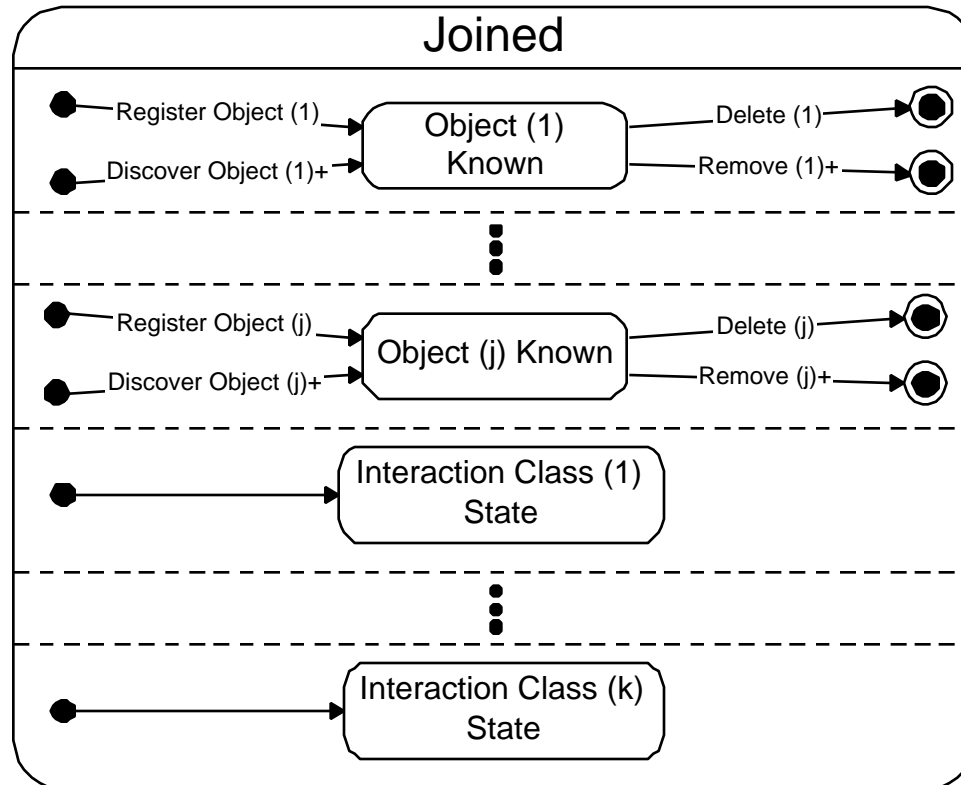 Joined
Register Object (1)
Object (1)
Known
Delete (1)
Discover Object (1)+
Remove (1)+
Register Object (j)
Object (j) Known
Delete (j)
Discover Object (j)+
Remove (j)+
Interaction Class (1)
State
Interaction Class (k)
State